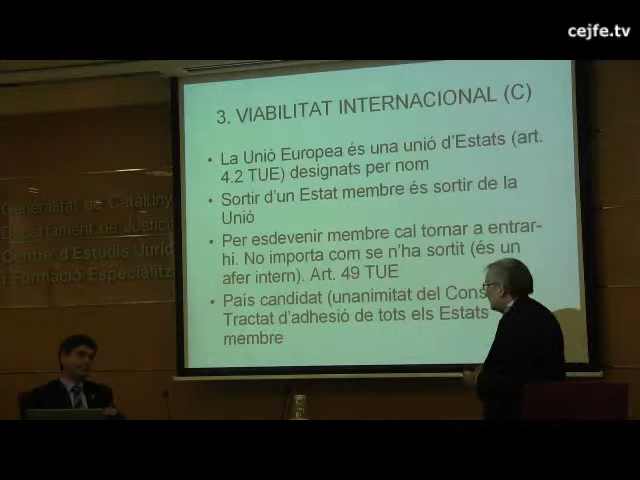 cejfe.tv
3. VIABILITAT INTERNACIONAL (C)
• La Unió Europea és una unió d'Estats (art.
4.2 TUE) designats per nom
• Sortir d'un Estat membre és sortir de la
Unió
• Per esdevenir membre cal tornar a entrar-
hi. No importa com se n'ha sortit (és un
afer intern). Art. 49 TUE
• País candidat (unanimitat del Cons
Tractat d'adhesió de tots els Estats
membre
Generalitat de Catalunya
Departament de Justícia
Centre d'Estudis Jurídics
i Formació Especialitz